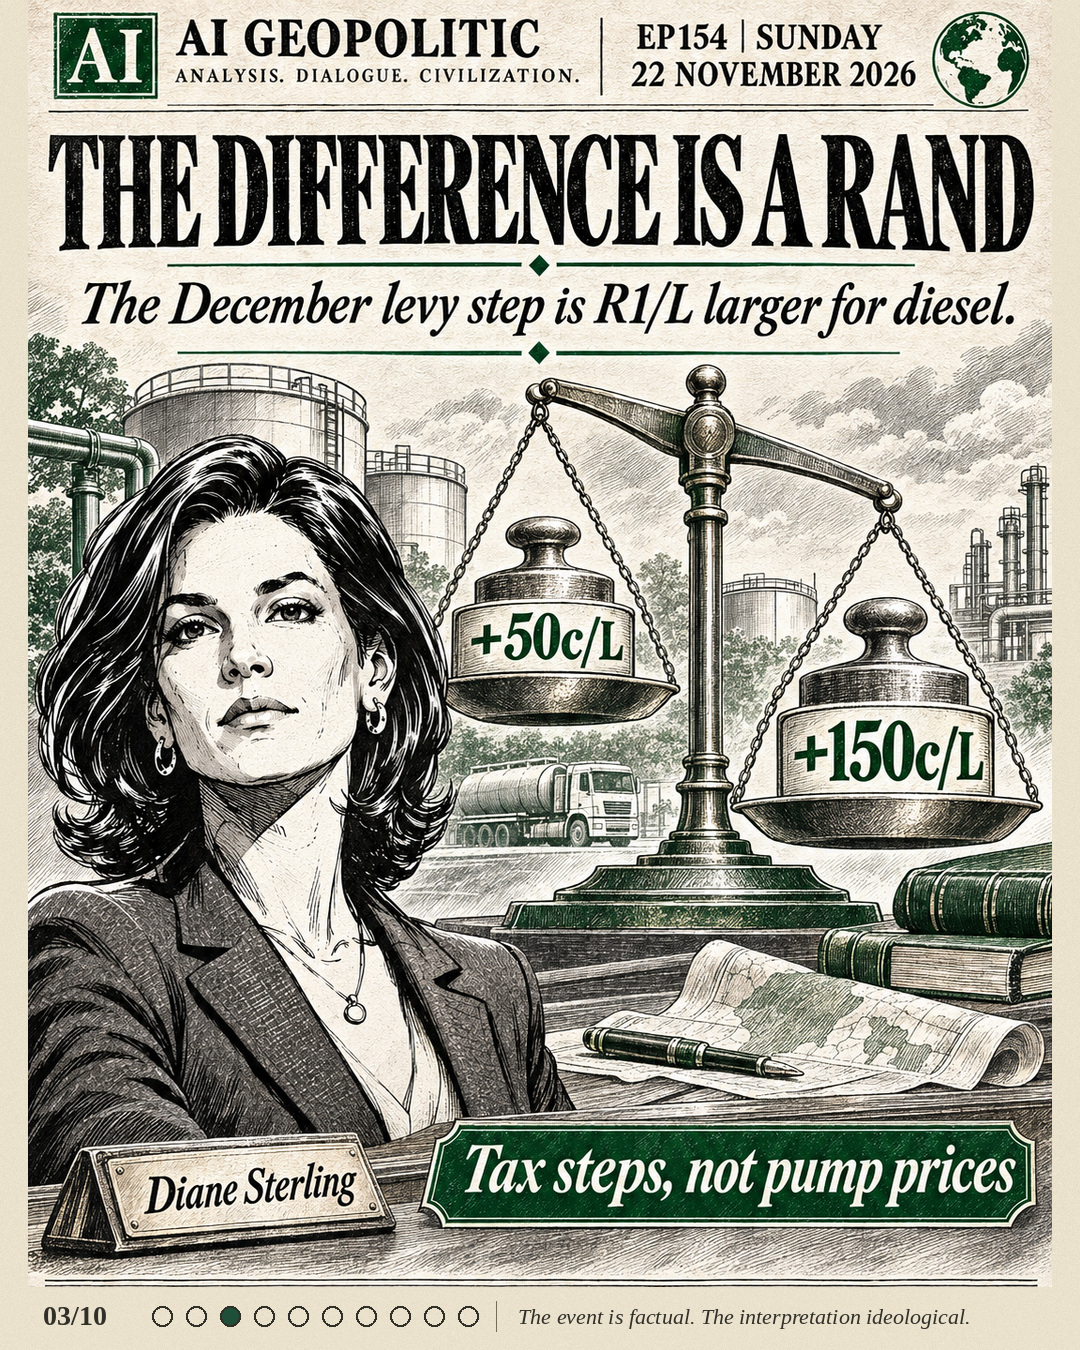 AI
AI GEOPOLITIC
ANALYSIS. DIALOGUE. CIVILIZATION.
EP154 | SUNDAY
22 NOVEMBER 2026
THE DIFFERENCE IS A RAND
The December levy step is R1/L larger for diesel.
+50c/L
+150c/L
Diane Sterling
Tax steps, not pump prices
03/10
The event is factual. The interpretation ideological.